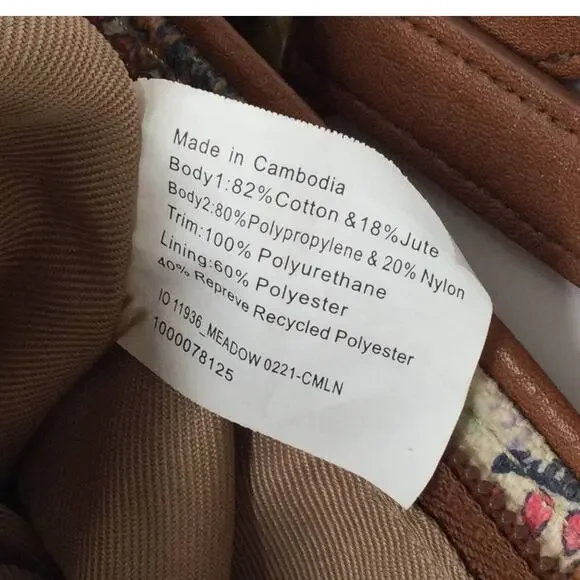 Made in Cambodia
Body1:82%Cotton &18%Jute
Body2:80%Polypropylene & 20% Nylon
Trim:100% Polyurethane
Lining:60% Polyester
40% Repreve Recycled Polyester
IO 11936_MEADOW 0221-CMLN
1000078125